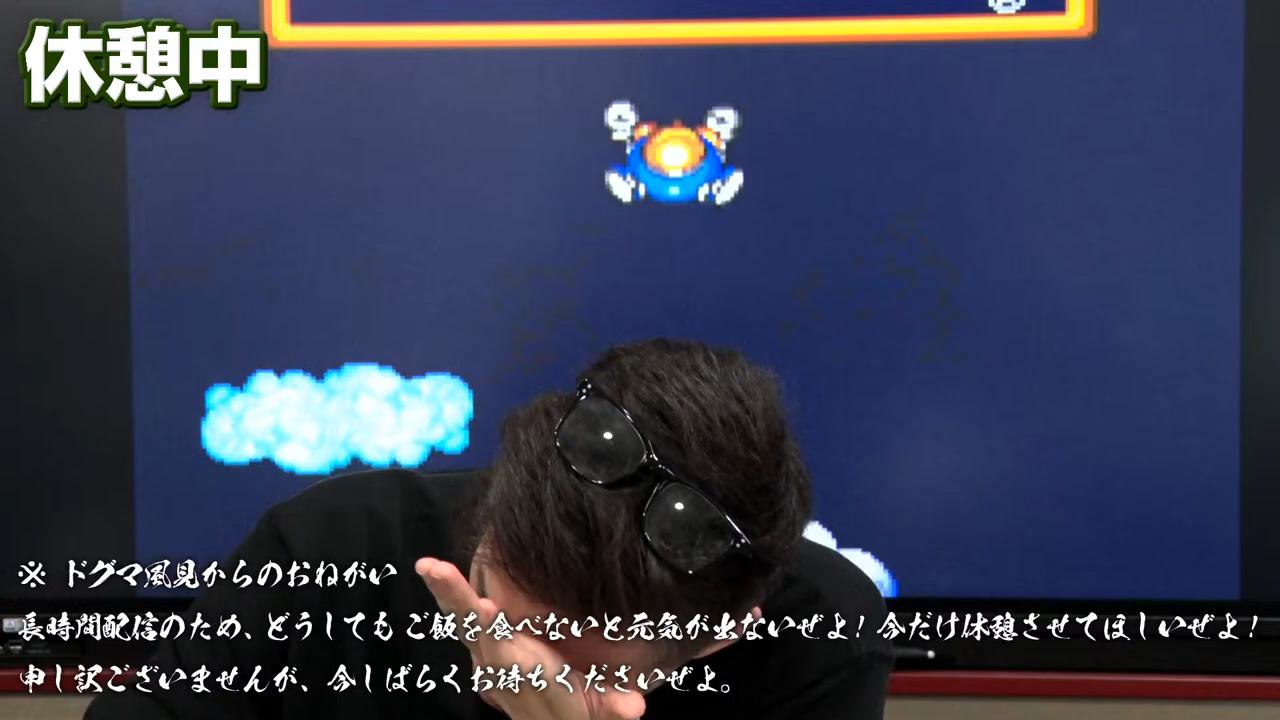 休憩中
※ ドグマ風見からのおねがい
長時間配信のため、どうしても ご飯を食べないと元気が出ないぜよ！ 今だけ休憩させてほしいぜよ！
申し訳ございませんが、今しばらくお待ちくださいぜよ。